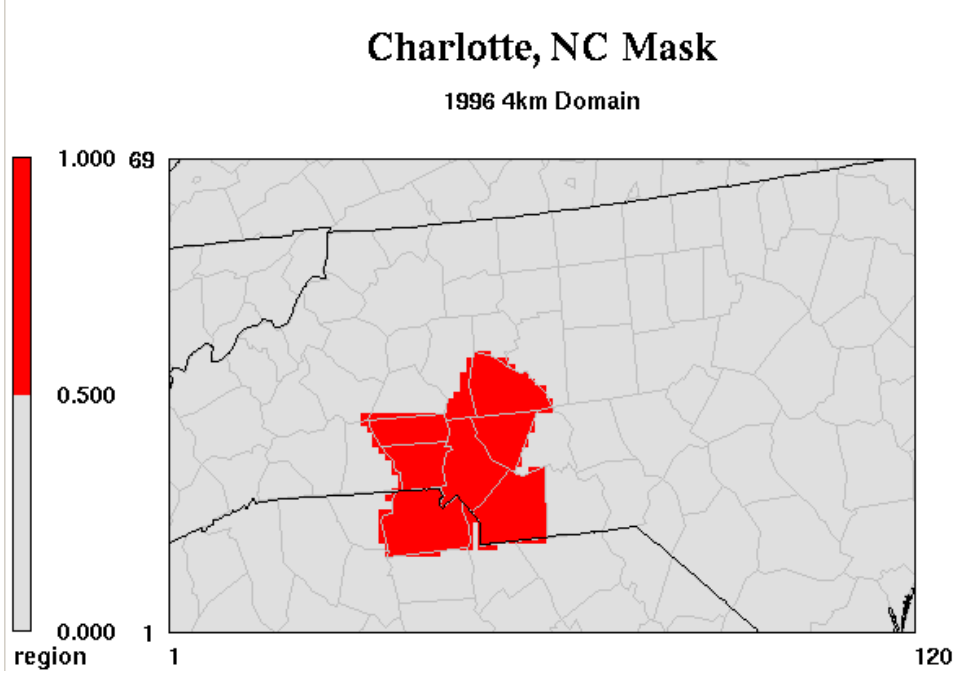 Charlotte, NC Mask
1996 4km Domain
1.000
69
0.500
0.000
1
region
1
120